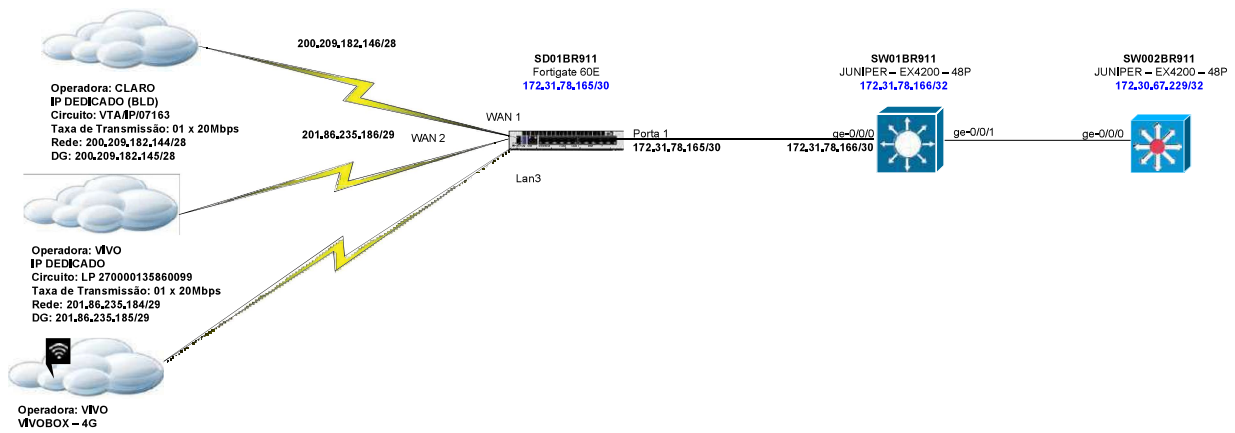 200.209.182.146/28
Operadora: CLARO
IP DEDICADO (BLD)
Circuito: VTA/IP/07163
Taxa de Transmissão: 01 x 20Mbps
Rede: 200.209.182.144/28
DG: 200.209.182.145/28
201.86.235.186/29
WAN 1
WAN 2
Lan3
SD01BR911
Fortigate 60E
172.31.78.165/30
Porta 1
172.31.78.165/30
SW01BR911
JUNIPER – EX4200 – 48P
172.31.78.166/32
ge-0/0/0
172.31.78.166/30
ge-0/0/1
SW002BR911
JUNIPER – EX4200 – 48P
172.30.67.229/32
ge-0/0/0
Operadora: VIVO
IP DEDICADO
Circuito: LP 270000135860099
Taxa de Transmissão: 01 x 20Mbps
Rede: 201.86.235.184/29
DG: 201.86.235.185/29
Operadora: VIVO
VIVOBOX – 4G